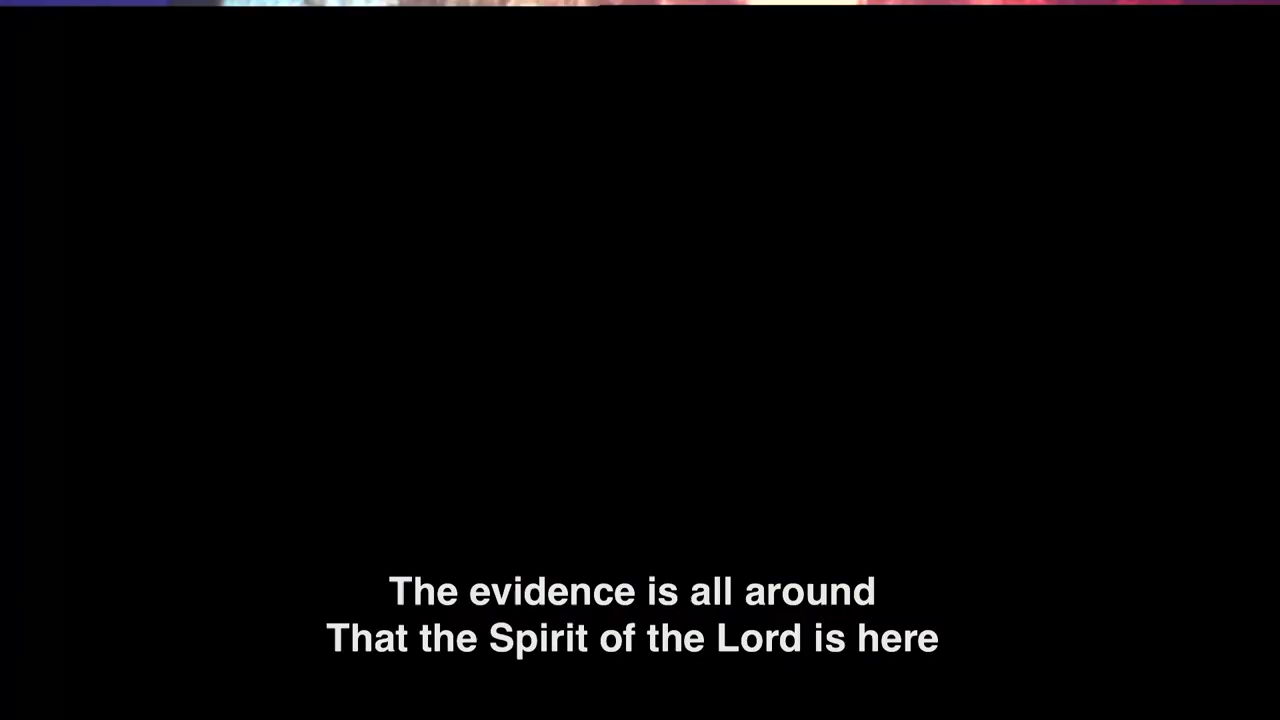 The evidence is all around
That the Spirit of the Lord is here